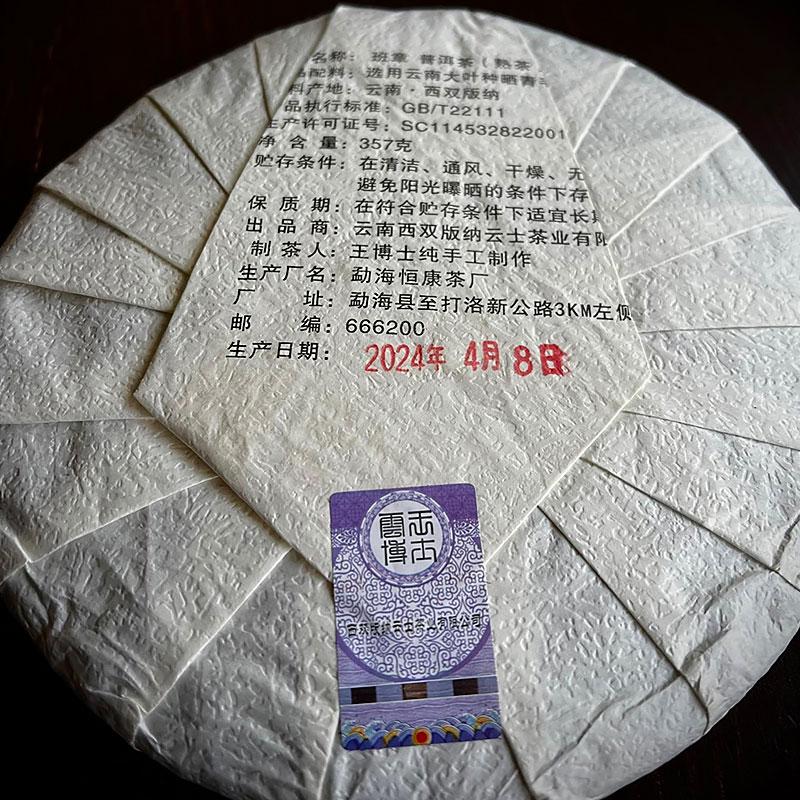 名称：班章 普洱茶（熟茶
品配料：选用云南大叶种晒青毛
料产地：云南·西双版纳
品执行标准：GB/T22111
生产许可证号：SC114532822001
净 含 量：357克
贮存条件：在清洁、通风、干燥、无
避免阳光曝晒的条件下存
保 质 期：在符合贮存条件下适宜长期
出 品 商：云南西双版纳云士茶业有限
制 茶 人：王博士纯手工制作
生产厂名：勐海恒康茶厂
厂 址：勐海县至打洛新公路3KM左侧
邮 编：666200
生产日期：2024年 4月 8日